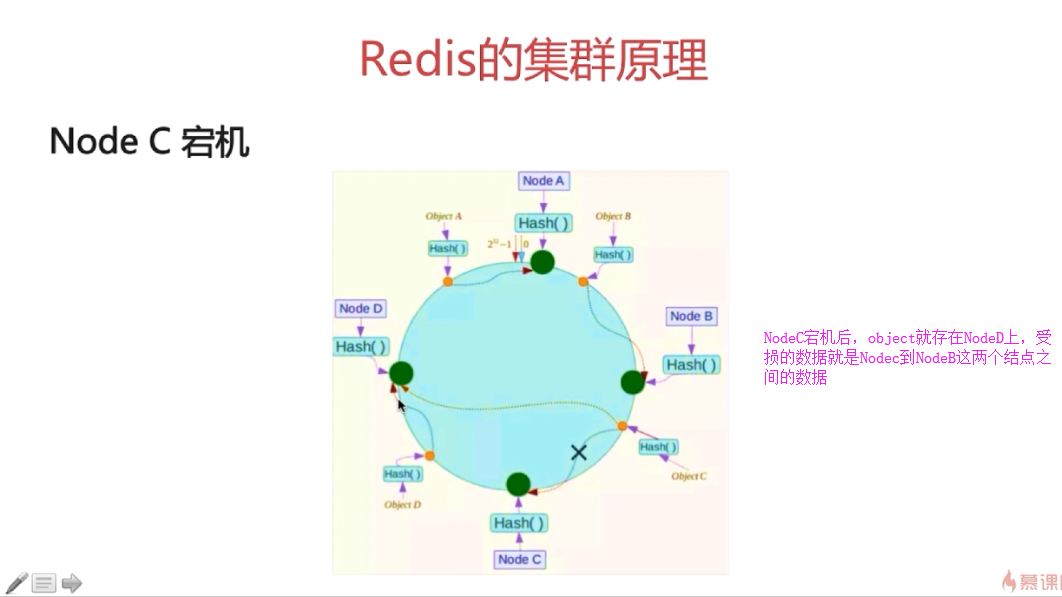 Redis的集群原理
Node C 宕机
Node A
Object A
Hash( )
Object B
Hash( )
2³²−1
0
Hash( )
Node D
Hash( )
Node B
Hash( )
Hash( )
Object C
Hash( )
Object D
Hash( )
Node C
NodeC宕机后，object就存在NodeD上，受
损的数据就是Nodec到NodeB这两个结点之
间的数据
慕课